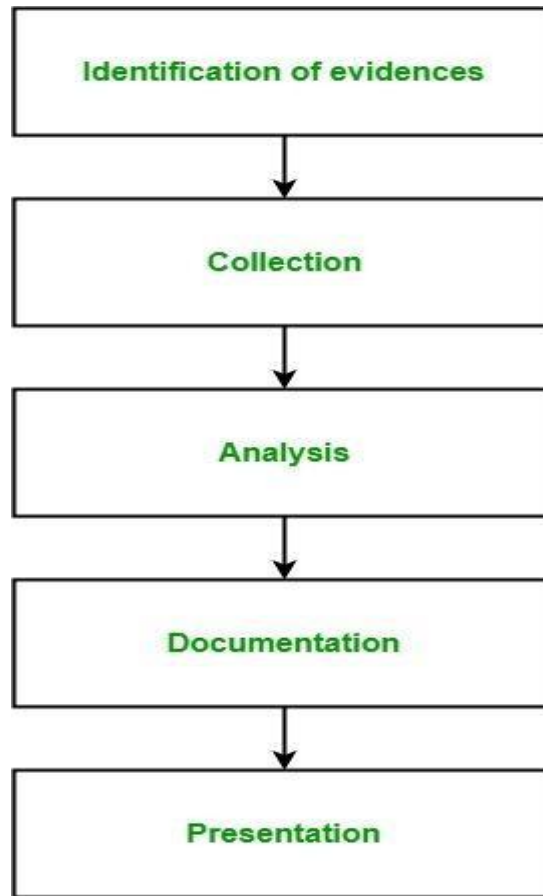 Identification of evidences
Collection
Analysis
Documentation
Presentation